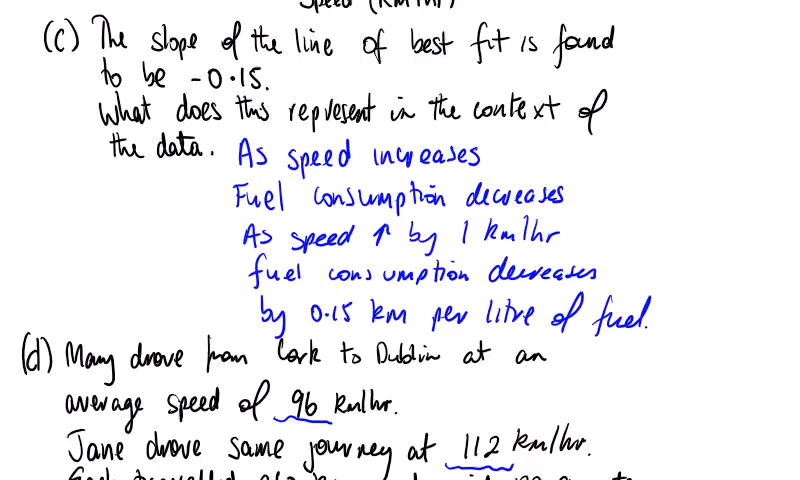 Speed (km/hr)
(c) The slope of the line of best fit is found
to be -0.15.
What does this represent in the context of
the data.
As speed increases
Fuel consumption decreases
As speed ↑ by 1 km/hr
fuel consumption decreases
by 0.15 km per litre of fuel.
(d) Mary drove from Cork to Dublin at an
average speed of 96 km/hr.
Jane drove same journey at 112 km/hr.